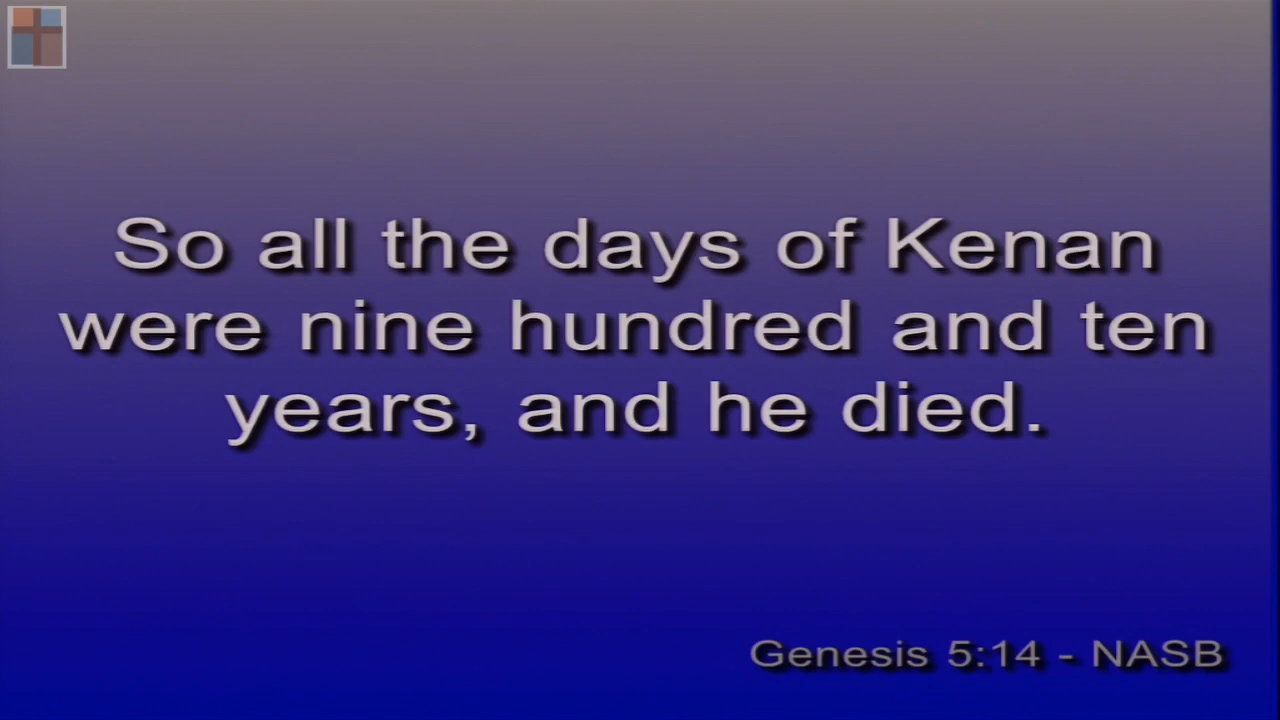 So all the days of Kenan
were nine hundred and ten
years, and he died.
Genesis 5:14 - NASB